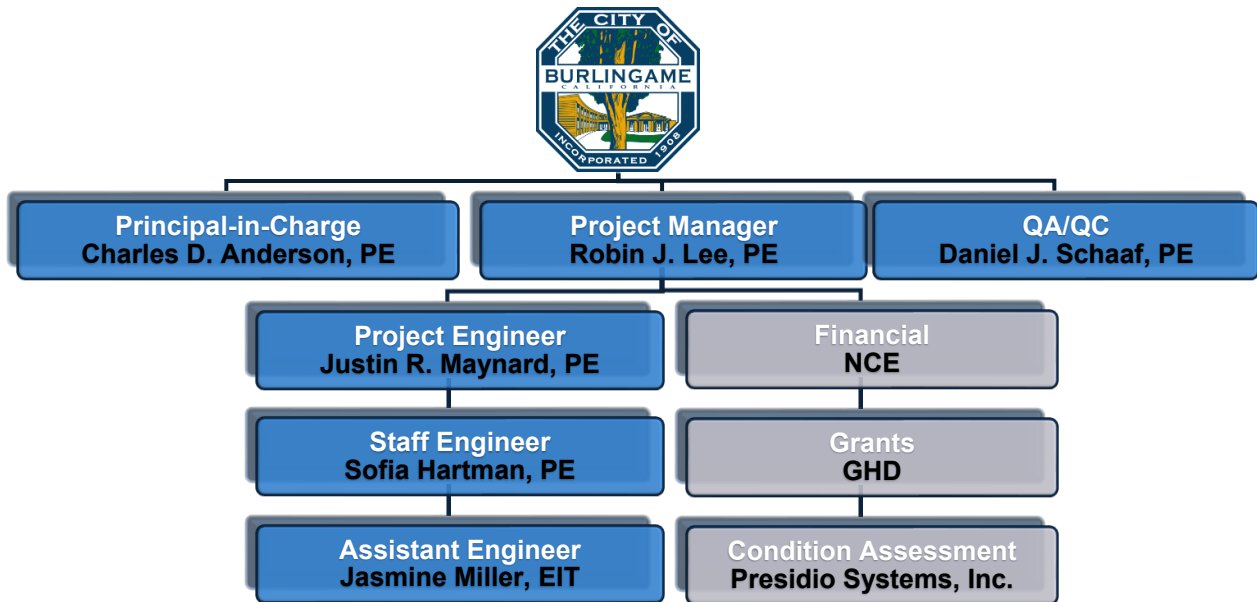 THE CITY OF
BURLINGAME
CALIFORNIA
INCORPORATED 1908
Principal-in-Charge
Charles D. Anderson, PE
Project Manager
Robin J. Lee, PE
QA/QC
Daniel J. Schaaf, PE
Project Engineer
Justin R. Maynard, PE
Financial
NCE
Staff Engineer
Sofia Hartman, PE
Grants
GHD
Assistant Engineer
Jasmine Miller, EIT
Condition Assessment
Presidio Systems, Inc.